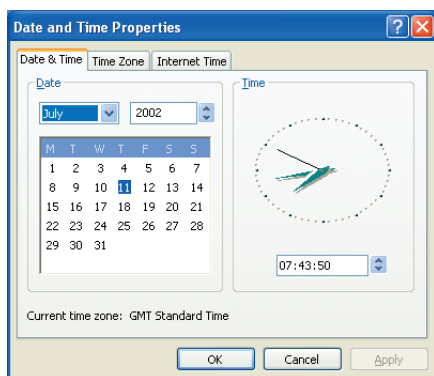 Date and Time Properties
Date & Time Time Zone Internet Time
Date
July 2002
M T W T F S S
1 2 3 4 5 6 7
8 9 10 11 12 13 14
15 16 17 18 19 20 21
22 23 24 25 26 27 28
29 30 31
Time
07:43:50
Current time zone: GMT Standard Time
OK Cancel Apply